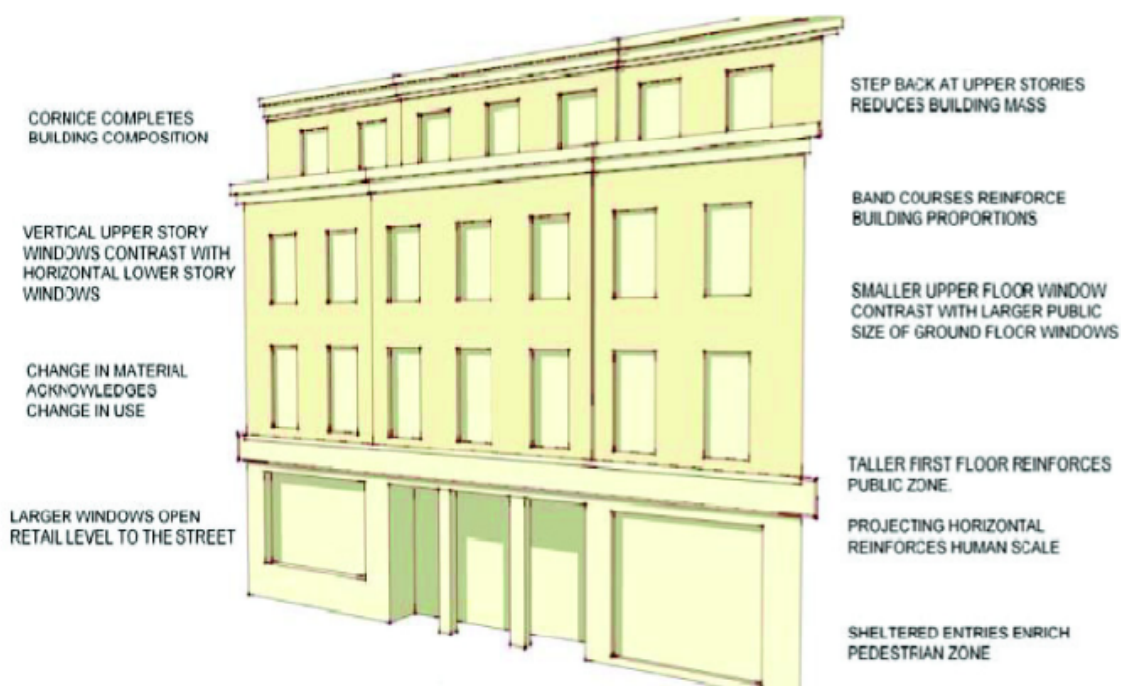 CORNICE COMPLETES
BUILDING COMPOSITION
VERTICAL UPPER STORY
WINDOWS CONTRAST WITH
HORIZONTAL LOWER STORY
WINDOWS
CHANGE IN MATERIAL
ACKNOWLEDGES
CHANGE IN USE
LARGER WINDOWS OPEN
RETAIL LEVEL TO THE STREET
STEP BACK AT UPPER STORIES
REDUCES BUILDING MASS
BAND COURSES REINFORCE
BUILDING PROPORTIONS
SMALLER UPPER FLOOR WINDOW
CONTRAST WITH LARGER PUBLIC
SIZE OF GROUND FLOOR WINDOWS
TALLER FIRST FLOOR REINFORCES
PUBLIC ZONE.
PROJECTING HORIZONTAL
REINFORCES HUMAN SCALE
SHELTERED ENTRIES ENRICH
PEDESTRIAN ZONE